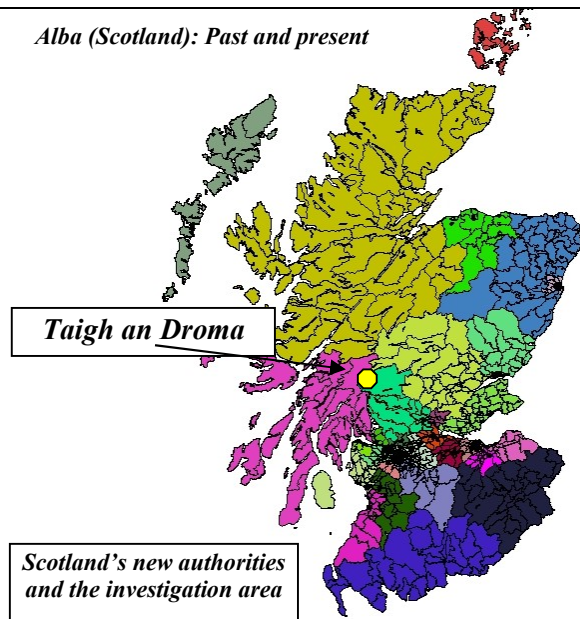 Alba (Scotland): Past and present
Taigh an Droma
Scotland's new authorities
and the investigation area